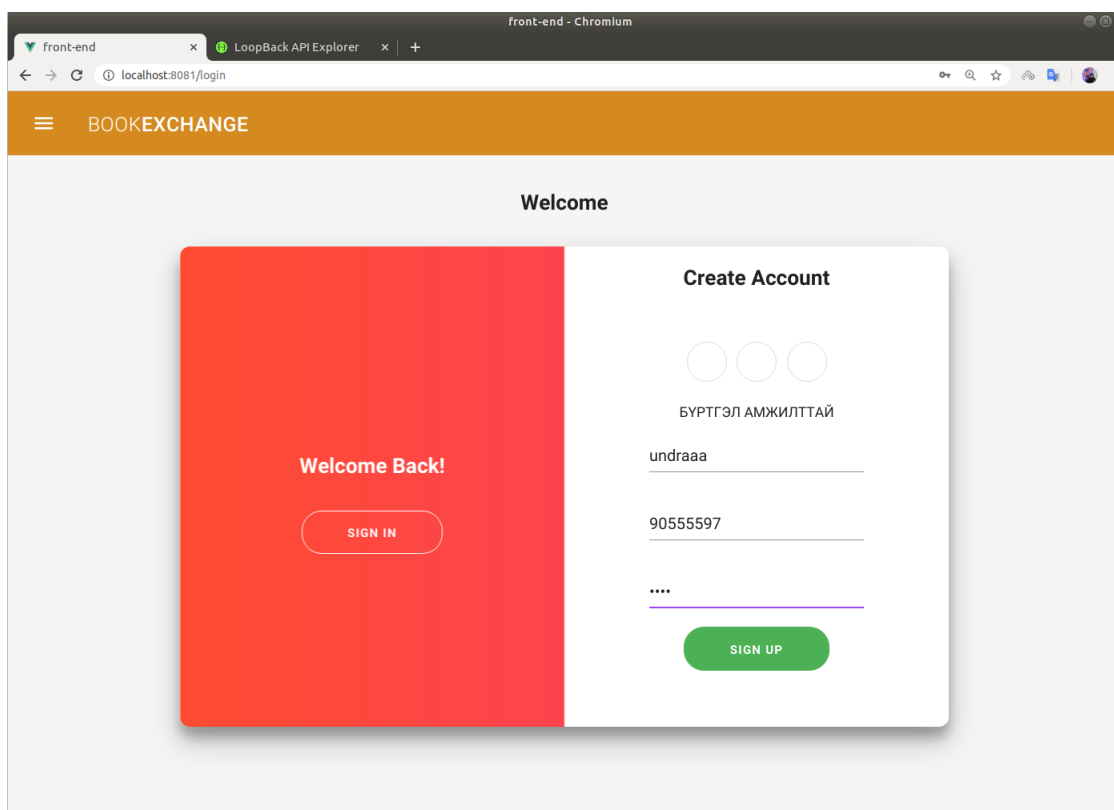 front-end - Chromium
front-end
LoopBack API Explorer
localhost:8081/login
BOOKEXCHANGE
Welcome
Create Account
БҮРТГЭЛ АМЖИЛТТАЙ
undraaa
90555597
••••
SIGN UP
Welcome Back!
SIGN IN